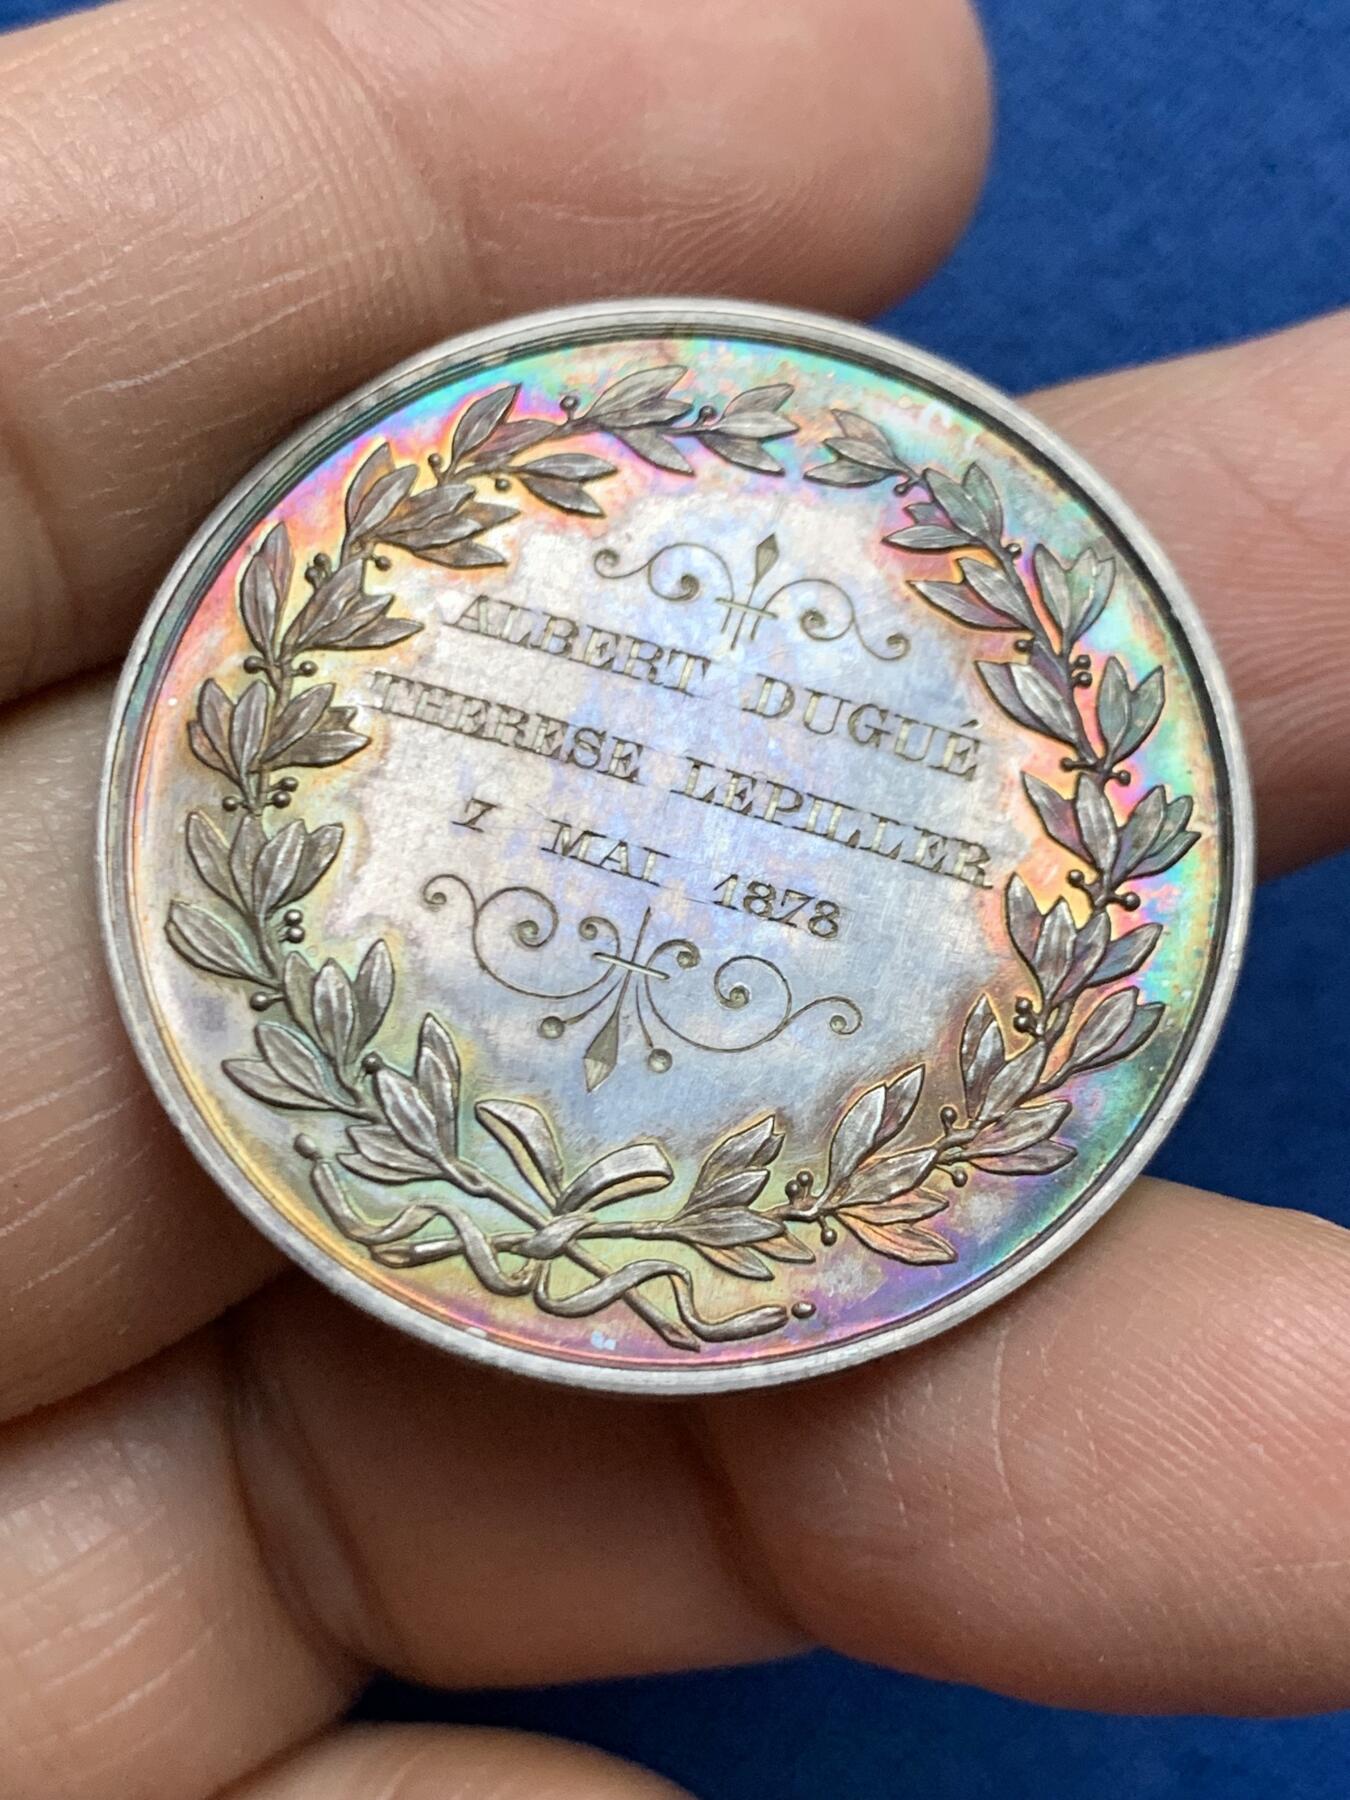 ALBERT DUGUÉ
THERESE LEPILLER
7 MAI 1878